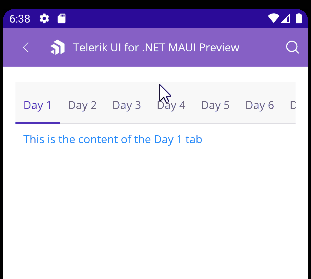 6:38
Telerik UI for .NET MAUI Preview
Day 1 Day 2 Day 3 Day 4 Day 5 Day 6 D
This is the content of the Day 1 tab